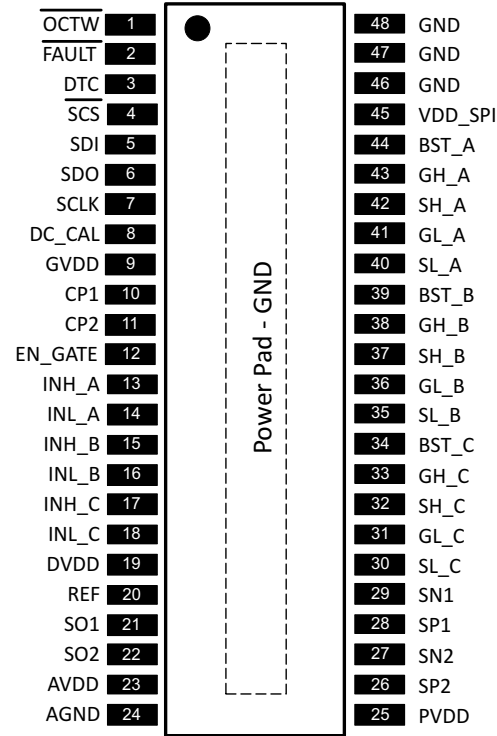 OCTW 1 48 GND
FAULT 2 47 GND
DTC 3 46 GND
SCS 4 45 VDD_SPI
SDI 5 44 BST_A
SDO 6 43 GH_A
SCLK 7 42 SH_A
DC_CAL 8 41 GL_A
GVDD 9 40 SL_A
CP1 10 39 BST_B
CP2 11 38 GH_B
EN_GATE 12 37 SH_B
INH_A 13 36 GL_B
INL_A 14 35 SL_B
INH_B 15 34 BST_C
INL_B 16 33 GH_C
INH_C 17 32 SH_C
INL_C 18 31 GL_C
DVDD 19 30 SL_C
REF 20 29 SN1
SO1 21 28 SP1
SO2 22 27 SN2
AVDD 23 26 SP2
AGND 24 25 PVDD
Power Pad - GND